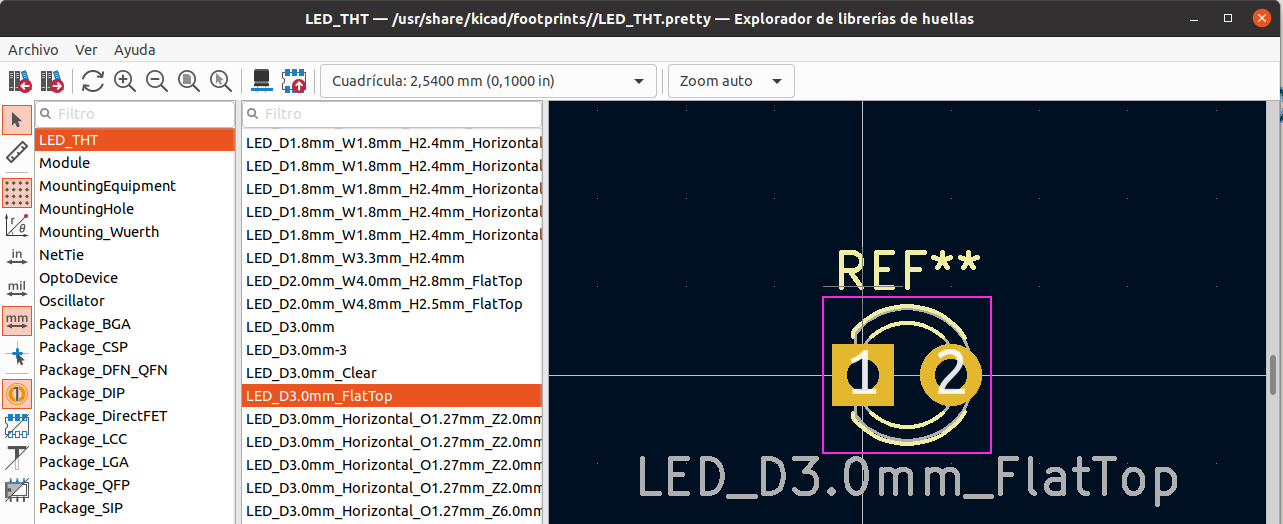 LED_THT — /usr/share/kicad/footprints//LED_THT.pretty — Explorador de librerías de huellas
Archivo Ver Ayuda
Cuadrícula: 2,5400 mm (0,1000 in)
Zoom auto
Filtro
LED_THT
Module
MountingEquipment
MountingHole
Mounting_Wuerth
NetTie
OptoDevice
Oscillator
Package_BGA
Package_CSP
Package_DFN_QFN
Package_DIP
Package_DirectFET
Package_LCC
Package_LGA
Package_QFP
Package_SIP
Filtro
LED_D1.8mm_W1.8mm_H2.4mm_Horizontal
LED_D1.8mm_W1.8mm_H2.4mm_Horizontal
LED_D1.8mm_W1.8mm_H2.4mm_Horizontal
LED_D1.8mm_W1.8mm_H2.4mm_Horizontal
LED_D1.8mm_W1.8mm_H2.4mm_Horizontal
LED_D1.8mm_W3.3mm_H2.4mm
LED_D2.0mm_W4.0mm_H2.8mm_FlatTop
LED_D2.0mm_W4.8mm_H2.5mm_FlatTop
LED_D3.0mm
LED_D3.0mm-3
LED_D3.0mm_Clear
LED_D3.0mm_FlatTop
LED_D3.0mm_Horizontal_O1.27mm_Z2.0mm
LED_D3.0mm_Horizontal_O1.27mm_Z2.0mm
LED_D3.0mm_Horizontal_O1.27mm_Z2.0mm
LED_D3.0mm_Horizontal_O1.27mm_Z2.0mm
LED_D3.0mm_Horizontal_O1.27mm_Z6.0mm
r θ
in
mil
mm
1
T
REF**
1 2
LED_D3.0mm_FlatTop